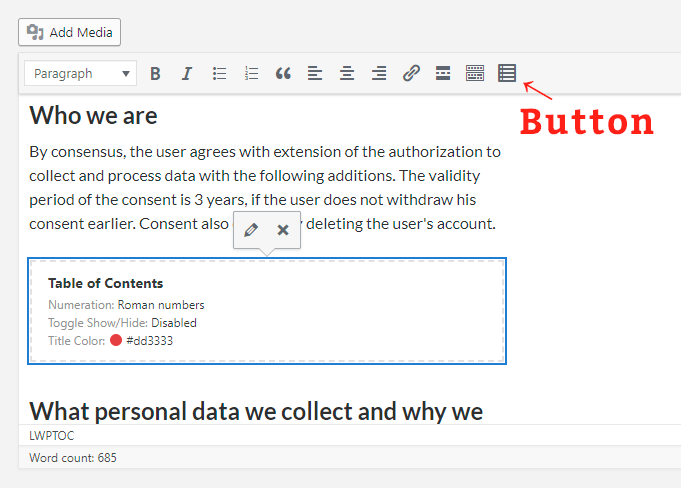 Add Media
Paragraph
Button
Who we are
By consensus, the user agrees with extension of the authorization to
collect and process data with the following additions. The validity
period of the consent is 3 years, if the user does not withdraw his
consent earlier. Consent also deleting the user's account.
Table of Contents
Numeration: Roman numbers
Toggle Show/Hide: Disabled
Title Color: #dd3333
What personal data we collect and why we
LWPTOC
Word count: 685